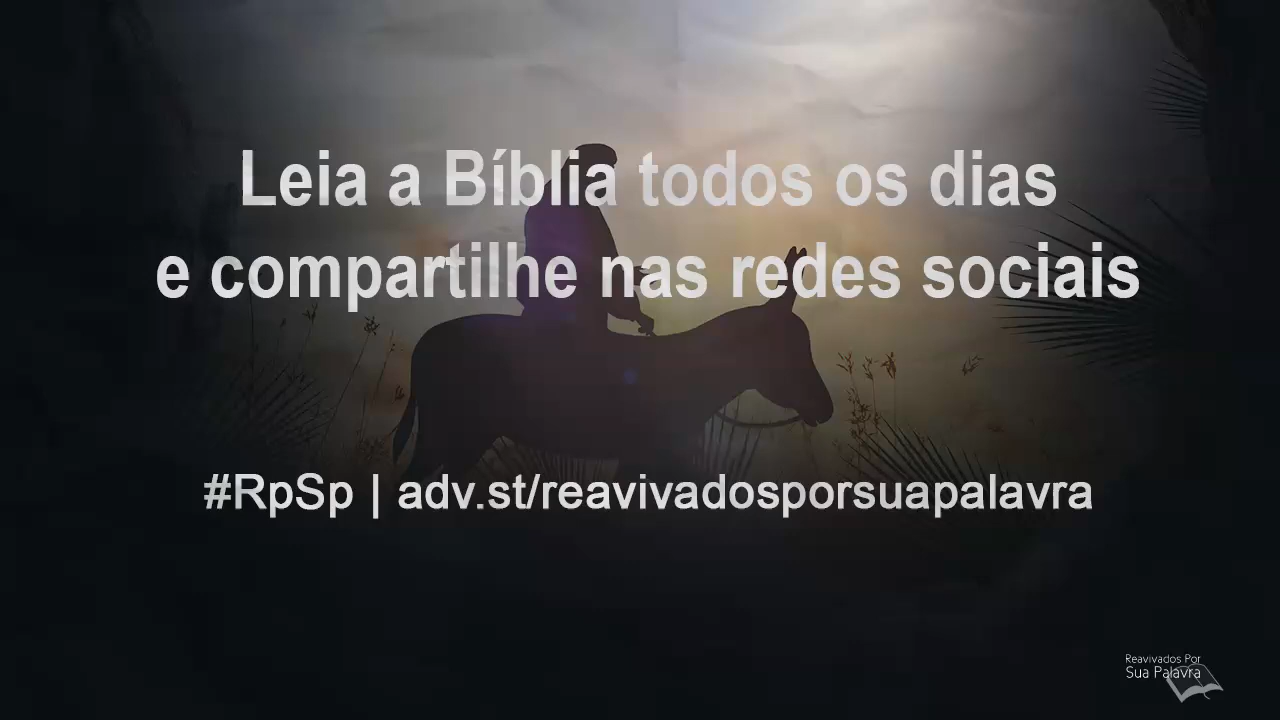 Leia a Bíblia todos os dias
e compartilhe nas redes sociais
#RpSp | adv.st/reavivadosporsuapalavra
Reavivados Por
Sua Palavra